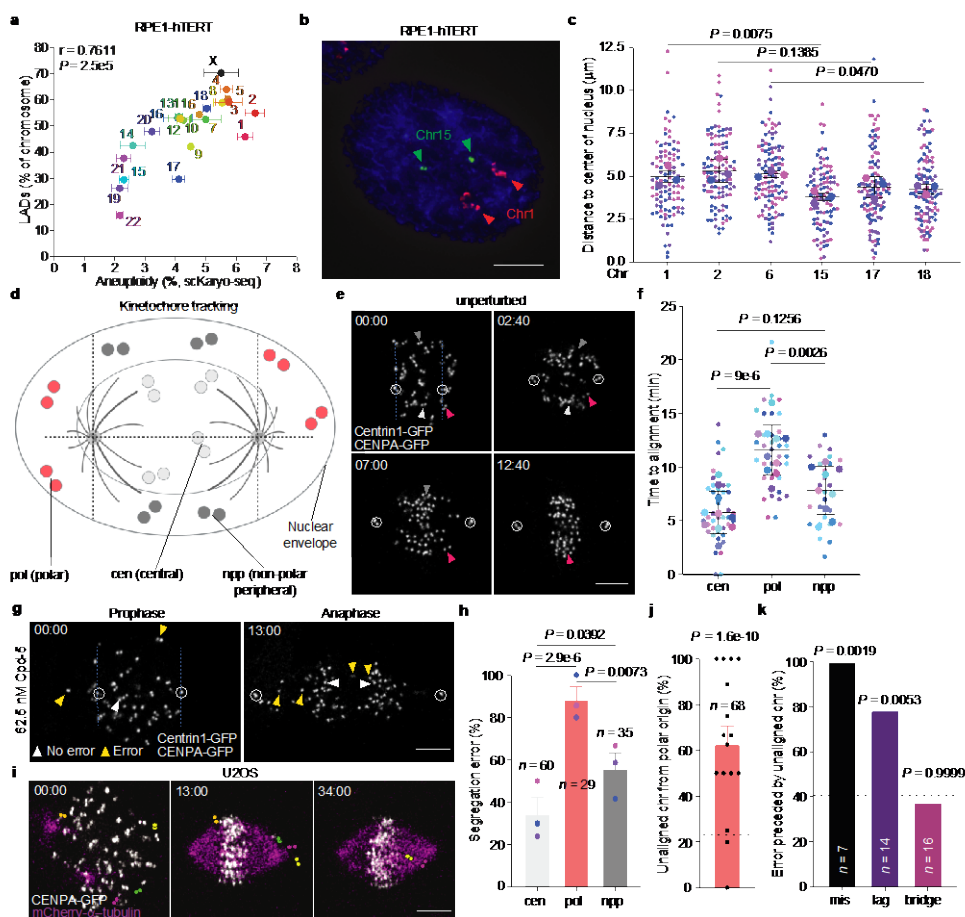 a
RPE1-hTERT
r = 0.7611
P = 2.5e5
LADs (% of chromosome)
80
70
60
50
40
30
20
10
0
X
4
8
5
18
3
2
1
13
11
16
6
20
16
12
10
7
14
9
21
15
17
19
22
0 1 2 3 4 5 6 7 8
Aneuploidy (%, scKaryo-seq)
b
RPE1-hTERT
Chr15
Chr1
c
P = 0.0075
P = 0.1385
P = 0.0470
Distance to center of nucleus (µm)
12.5
10.0
7.5
5.0
2.5
0
Chr 1 2 6 15 17 18
d
Kinetochore tracking
Nuclear
envelope
pol (polar)
cen (central)
npp (non-polar
peripheral)
e
unperturbed
00:00
02:40
Centrin1-GFP
CENPA-GFP
07:00
12:40
f
P = 0.1256
P = 0.0026
P = 9e-6
Time to alignment (min)
25
20
15
10
5
0
cen pol npp
g
Prophase
Anaphase
62.5 nM Cpd-5
00:00
13:00
No error
Error
Centrin1-GFP
CENPA-GFP
h
P = 0.0392
P = 2.9e-6
P = 0.0073
Segregation error (%)
100
80
60
40
20
0
n = 60
n = 29
n = 35
cen pol npp
i
U2OS
00:00
13:00
34:00
CENPA-GFP
mCherry-α-tubulin
j
P = 1.6e-10
Unaligned chr from polar origin (%)
100
80
60
40
20
0
n = 68
k
P = 0.0019
P = 0.0053
P = 0.9999
Error preceded by unaligned chr (%)
100
80
60
40
20
0
n = 7
n = 14
n = 16
mis lag bridge